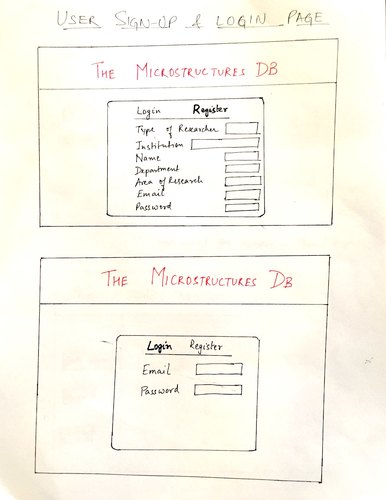 USER SIGN-UP & LOGIN PAGE
THE MICROSTRUCTURES DB
Login Register
Type of Researcher
Institution
Name
Department
Area of Research
Email
Password
THE MICROSTRUCTURES DB
Login Register
Email
Password